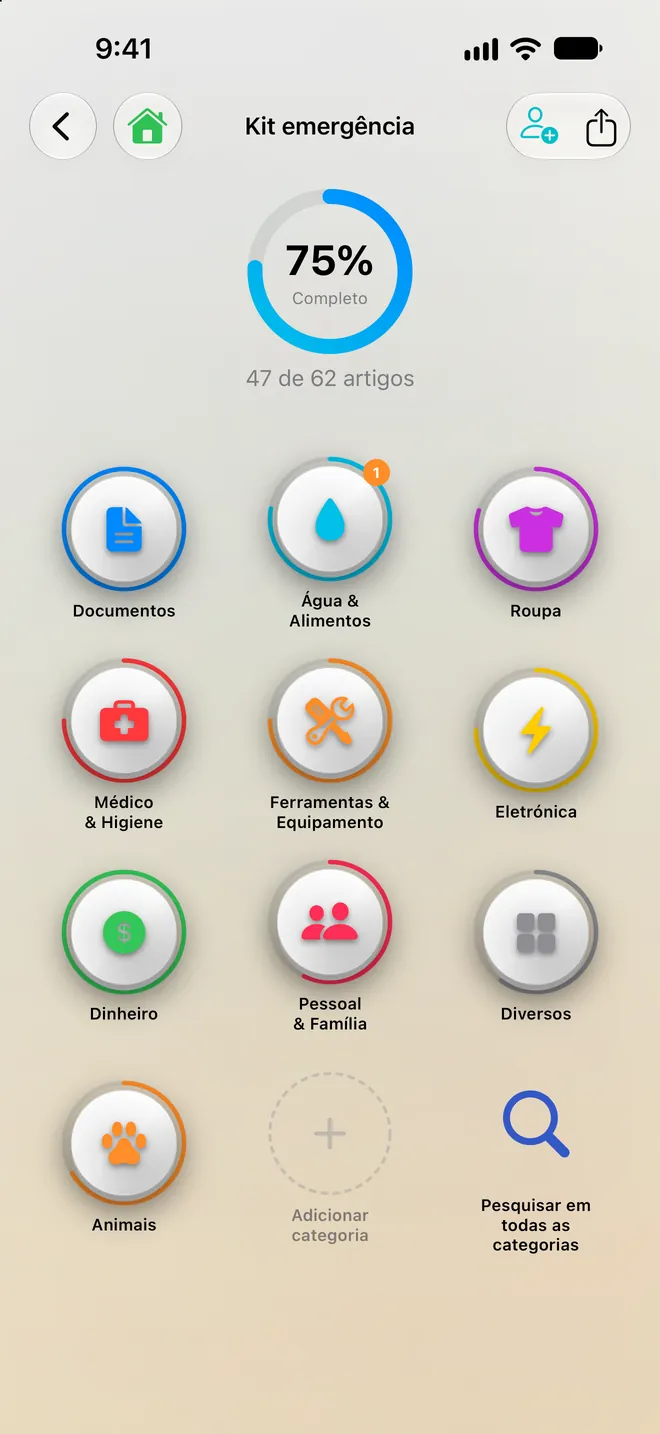 9:41
Kit emergência
75%
Completo
47 de 62 artigos
1
Documentos
Água &
Alimentos
Roupa
Médico
& Higiene
Ferramentas &
Equipamento
Eletrónica
$
Dinheiro
Pessoal
& Família
Diversos
Animais
Adicionar
categoria
Pesquisar em
todas as
categorias